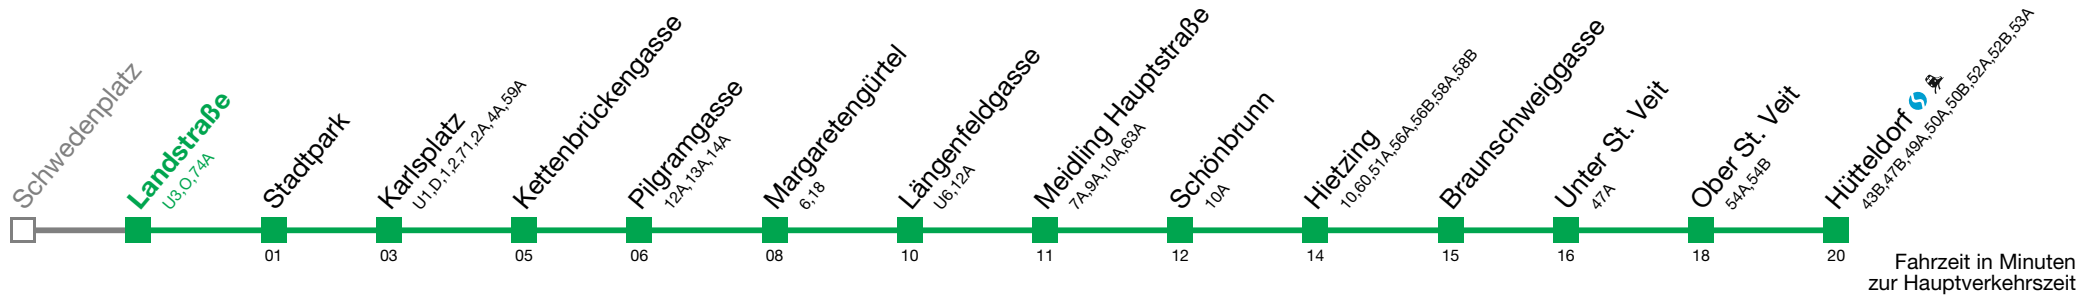 Schwedenplatz
Landstraße
U3,O,74A
Stadtpark
01
Karlsplatz
U1,D,1,2,71,2A,4A,59A
03
Kettenbrückengasse
05
Pilgramgasse
12A,13A,14A
06
Margaretengürtel
6,18
08
Längenfeldgasse
U6,12A
10
Meidling Hauptstraße
7A,9A,10A,63A
11
Schönbrunn
10A
12
Hietzing
10,60,51A,56A,56B,58A,58B
14
Braunschweiggasse
15
Unter St. Veit
47A
16
Ober St. Veit
54A,54B
18
Hütteldorf
43B,47B,49A,50A,50B,52A,52B,53A
20
Fahrzeit in Minuten
zur Hauptverkehrszeit